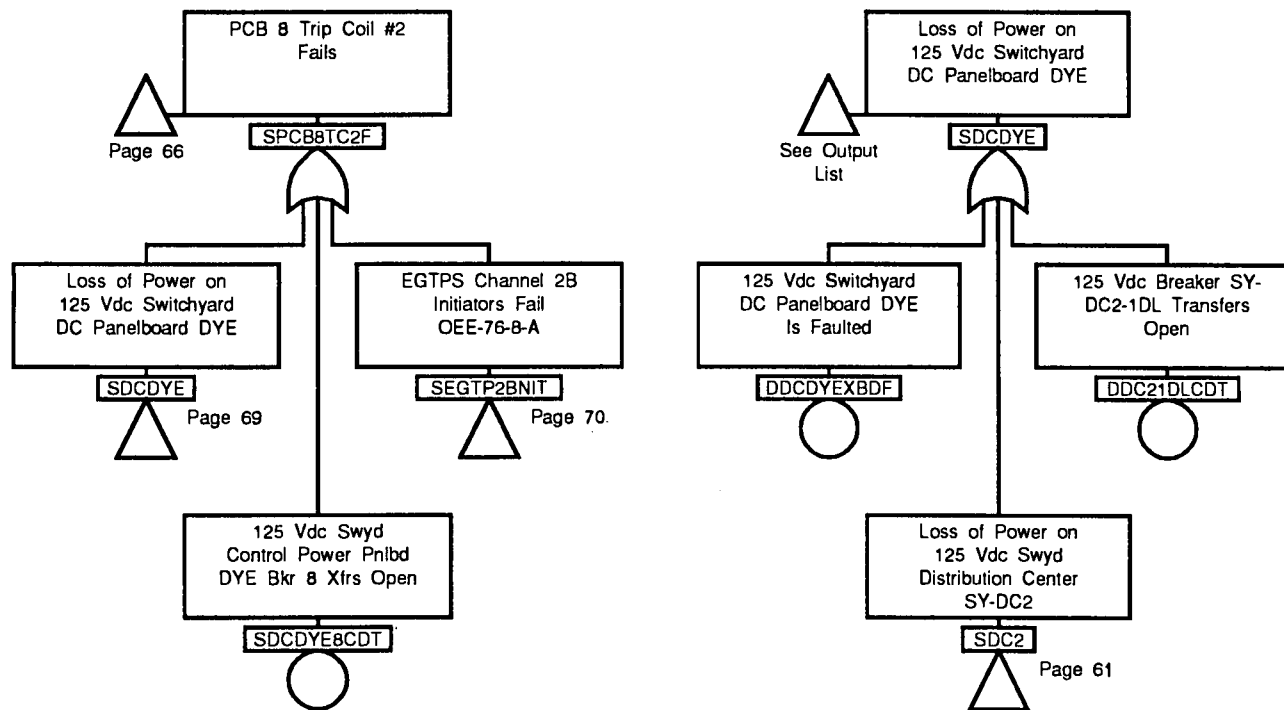 PCB 8 Trip Coil #2
Fails
Page 66
SPCB8TC2F
Loss of Power on
125 Vdc Switchyard
DC Panelboard DYE
SDCDYE
Page 69
EGTPS Channel 2B
Initiators Fail
OEE-76-8-A
SEGTP2BNIT
Page 70.
125 Vdc Swyd
Control Power Pnlbd
DYE Bkr 8 Xfrs Open
SDCDYE8CDT
Loss of Power on
125 Vdc Switchyard
DC Panelboard DYE
See Output
List
SDCDYE
125 Vdc Switchyard
DC Panelboard DYE
Is Faulted
DDCDYEXBDF
125 Vdc Breaker SY-
DC2-1DL Transfers
Open
DDC21DLCDT
Loss of Power on
125 Vdc Swyd
Distribution Center
SY-DC2
SDC2
Page 61